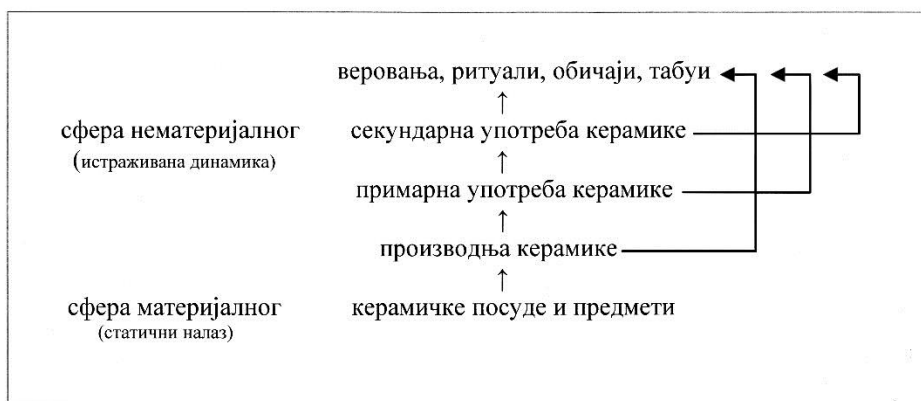 веровања, ритуали, обичаји, табуи
сфера нематеријалног секундарна употреба керамике
(истраживана динамика)
примарна употреба керамике
производња керамике
сфера материјалног керамичке посуде и предмети
(статични налаз)